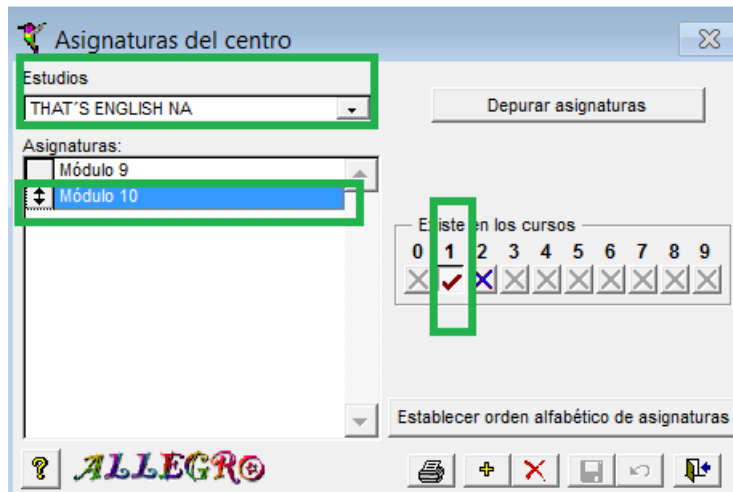 Asignaturas del centro
Estudios
THAT´S ENGLISH NA
Depurar asignaturas
Asignaturas:
Módulo 9
Módulo 10
Existe en los cursos
0 1 2 3 4 5 6 7 8 9
Establecer orden alfabético de asignaturas
? ALLEGRO